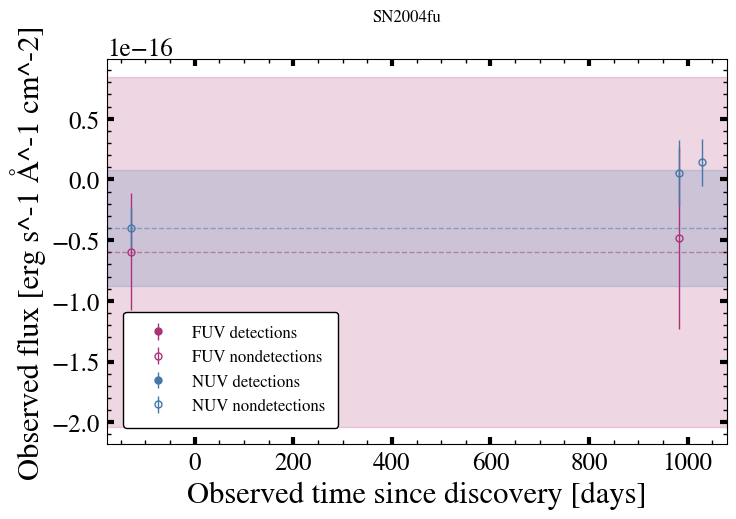 SN2004fu
1e−16
Observed flux [erg s^-1 Å^-1 cm^-2]
0.5
0.0
−0.5
−1.0
−1.5
−2.0
FUV detections
FUV nondetections
NUV detections
NUV nondetections
0 200 400 600 800 1000
Observed time since discovery [days]